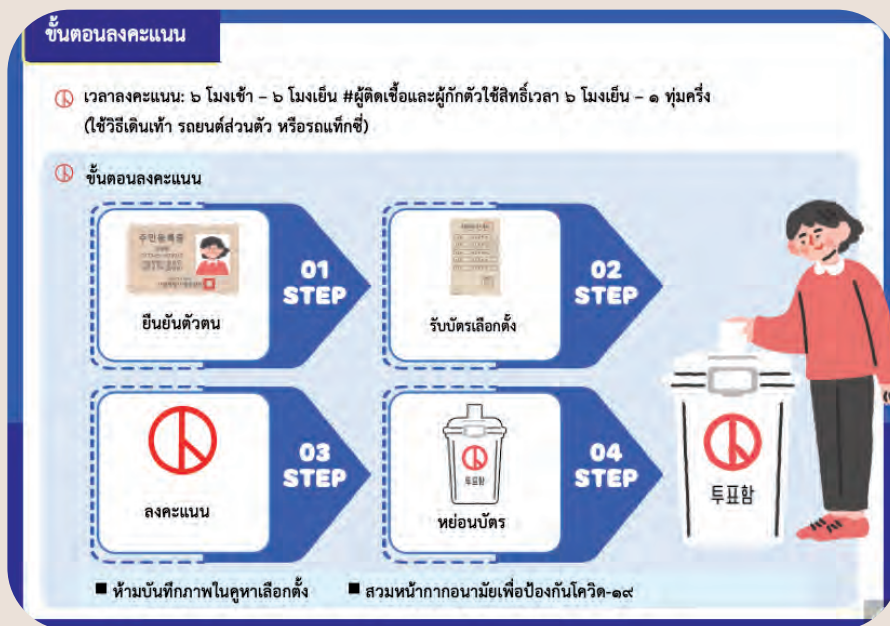 ขั้นตอนลงคะแนน
เวลาลงคะแนน: ๖ โมงเช้า – ๖ โมงเย็น #ผู้ติดเชื้อและผู้กักตัวใช้สิทธิ์เวลา ๖ โมงเย็น – ๑ ทุ่มครึ่ง
(ใช้วิธีเดินเท้า รถยนต์ส่วนตัว หรือรถแท็กซี่)
ขั้นตอนลงคะแนน
주민등록증
01
STEP
ยืนยันตัวตน
02
STEP
รับบัตรเลือกตั้ง
03
STEP
ลงคะแนน
04
STEP
투표함
หย่อนบัตร
투표함
■ ห้ามบันทึกภาพในคูหาเลือกตั้ง
■ สวมหน้ากากอนามัยเพื่อป้องกันโควิด-๑๙